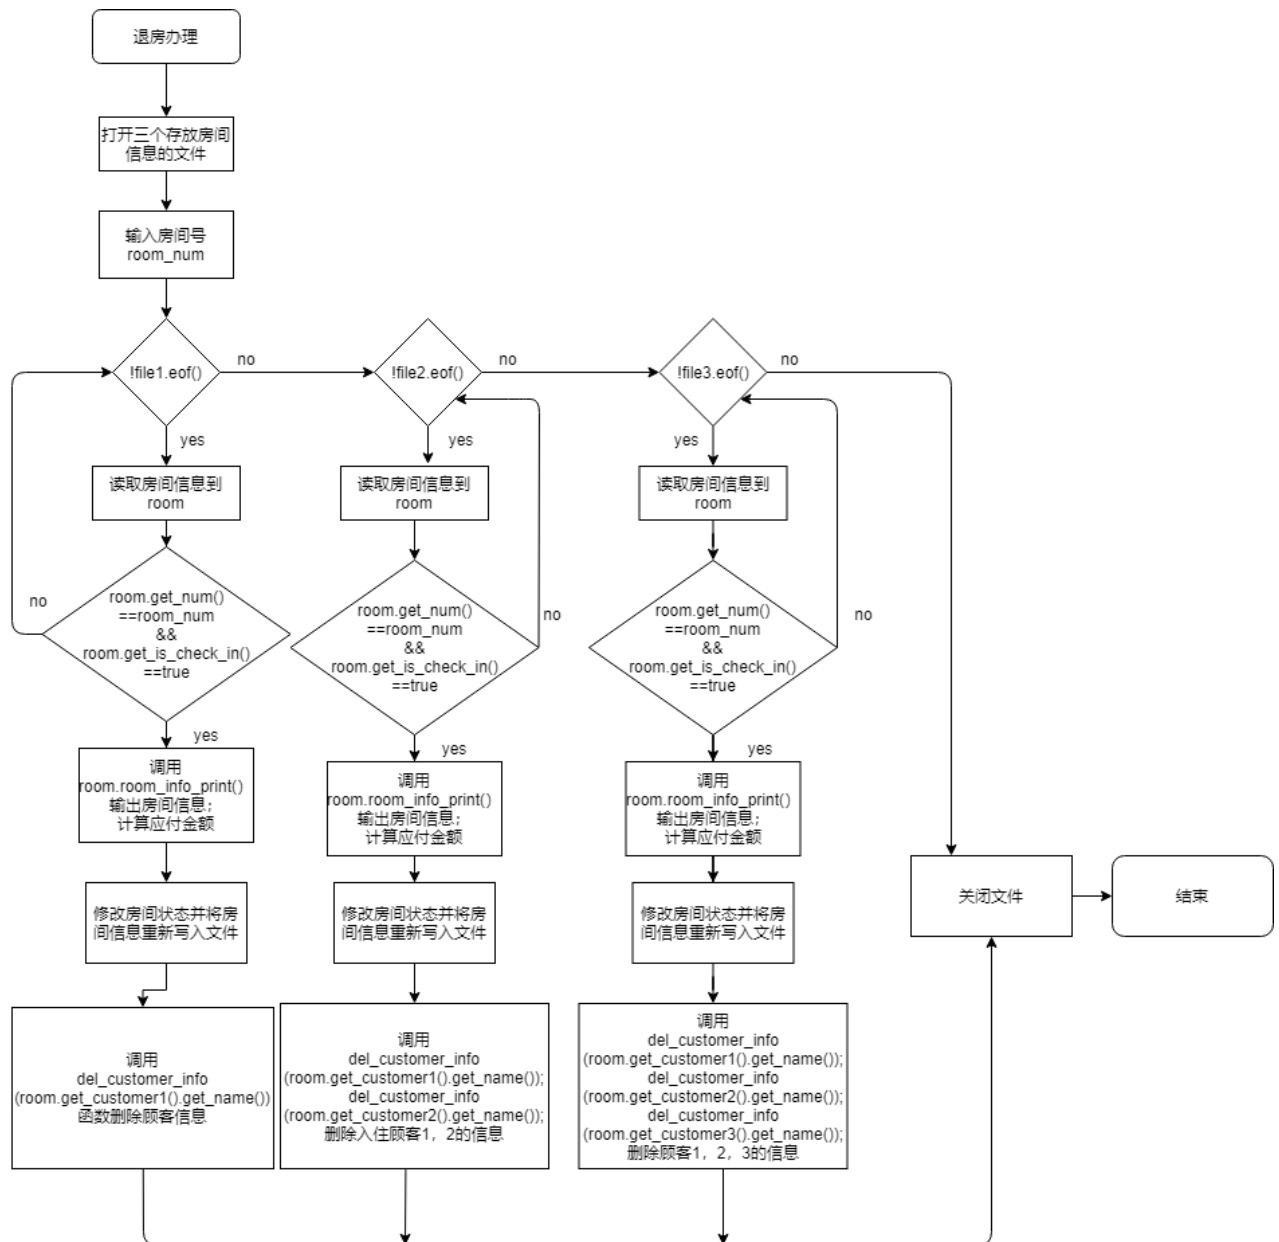 退房办理
打开三个存放房间
信息的文件
输入房间号
room_num
!file1.eof()
no
!file2.eof()
no
!file3.eof()
no
yes
yes
yes
读取房间信息到
room
读取房间信息到
room
读取房间信息到
room
no
room.get_num()
==room_num
&&
room.get_is_check_in()
==true
no
room.get_num()
==room_num
&&
room.get_is_check_in()
==true
no
room.get_num()
==room_num
&&
room.get_is_check_in()
==true
yes
yes
yes
调用
room.room_info_print()
输出房间信息；
计算应付金额
调用
room.room_info_print()
输出房间信息；
计算应付金额
调用
room.room_info_print()
输出房间信息；
计算应付金额
关闭文件
结束
修改房间状态并将房
间信息重新写入文件
修改房间状态并将房
间信息重新写入文件
修改房间状态并将房
间信息重新写入文件
调用
del_customer_info
(room.get_customer1().get_name())
函数删除顾客信息
调用
del_customer_info
(room.get_customer1().get_name());
del_customer_info
(room.get_customer2().get_name());
删除入住顾客1，2的信息
调用
del_customer_info
(room.get_customer1().get_name());
del_customer_info
(room.get_customer2().get_name());
del_customer_info
(room.get_customer3().get_name());
删除顾客1，2，3的信息